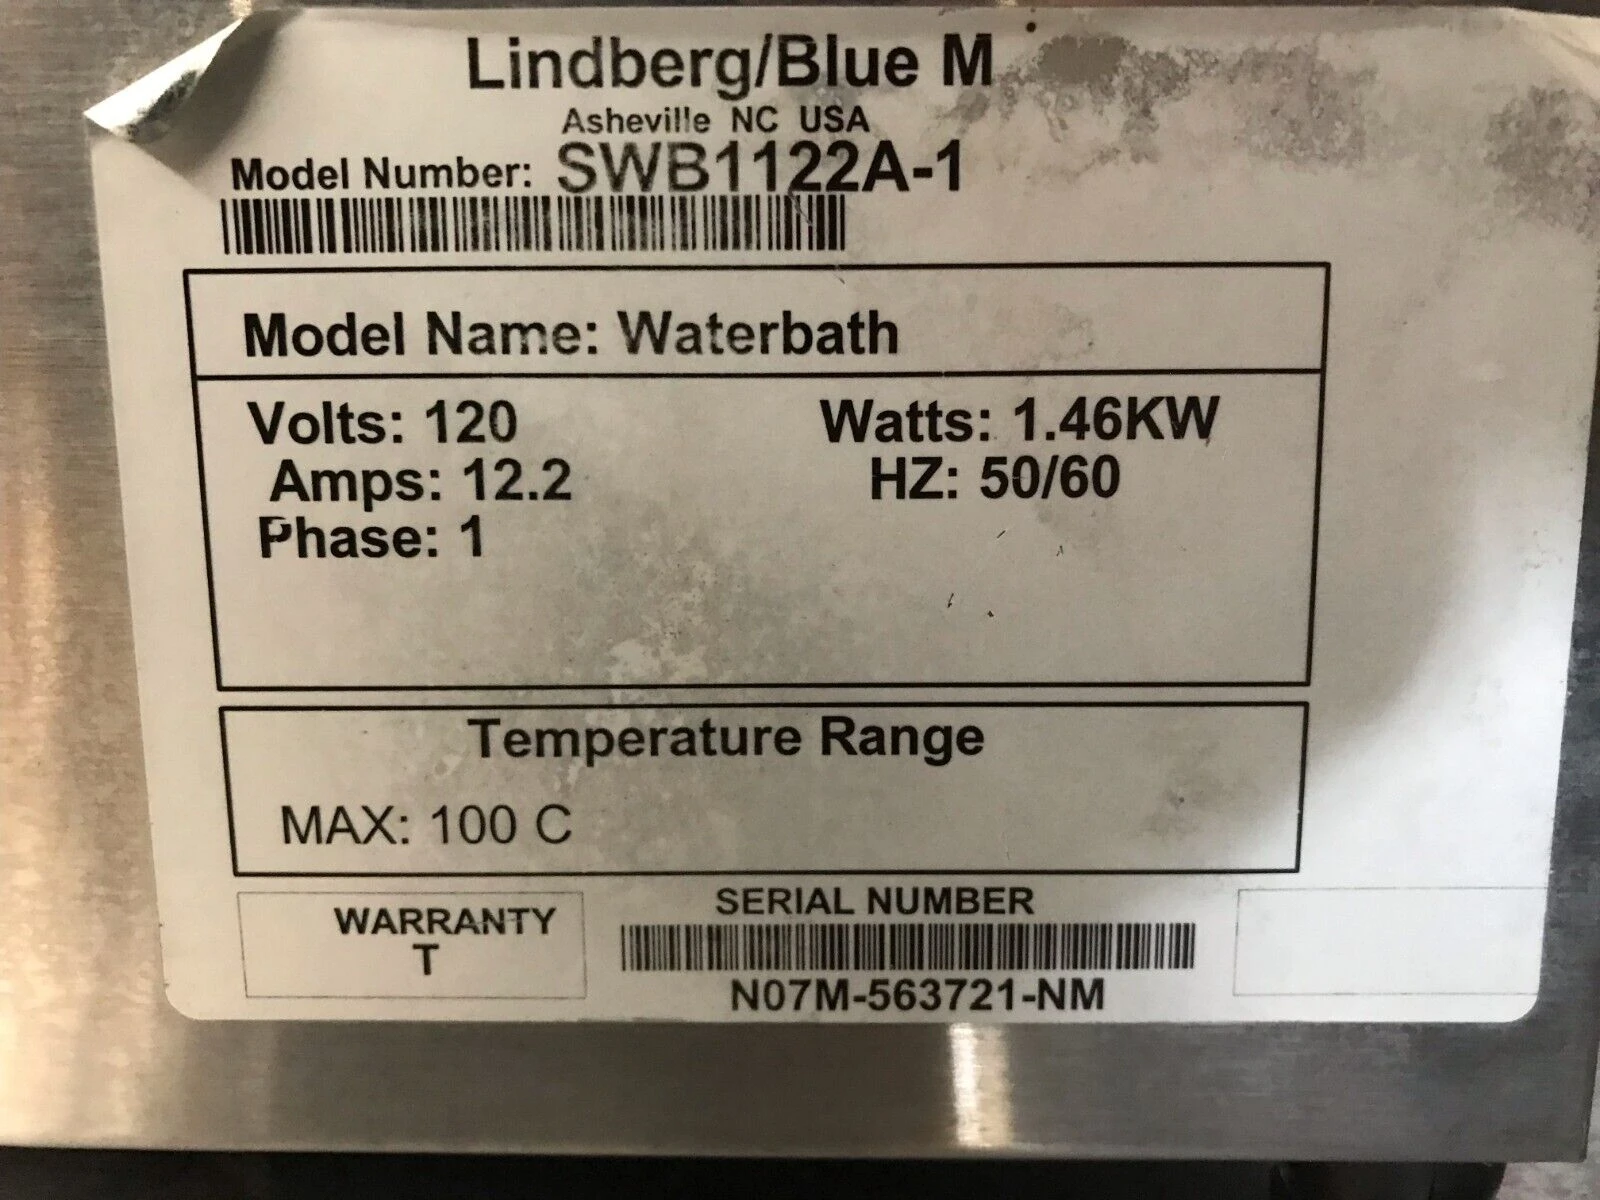 Lindberg/Blue M
Asheville NC USA
Model Number: SWB1122A-1
Model Name: Waterbath
Volts: 120 Watts: 1.46KW
Amps: 12.2 HZ: 50/60
Phase: 1
Temperature Range
MAX: 100 C
WARRANTY
T
SERIAL NUMBER
N07M-563721-NM